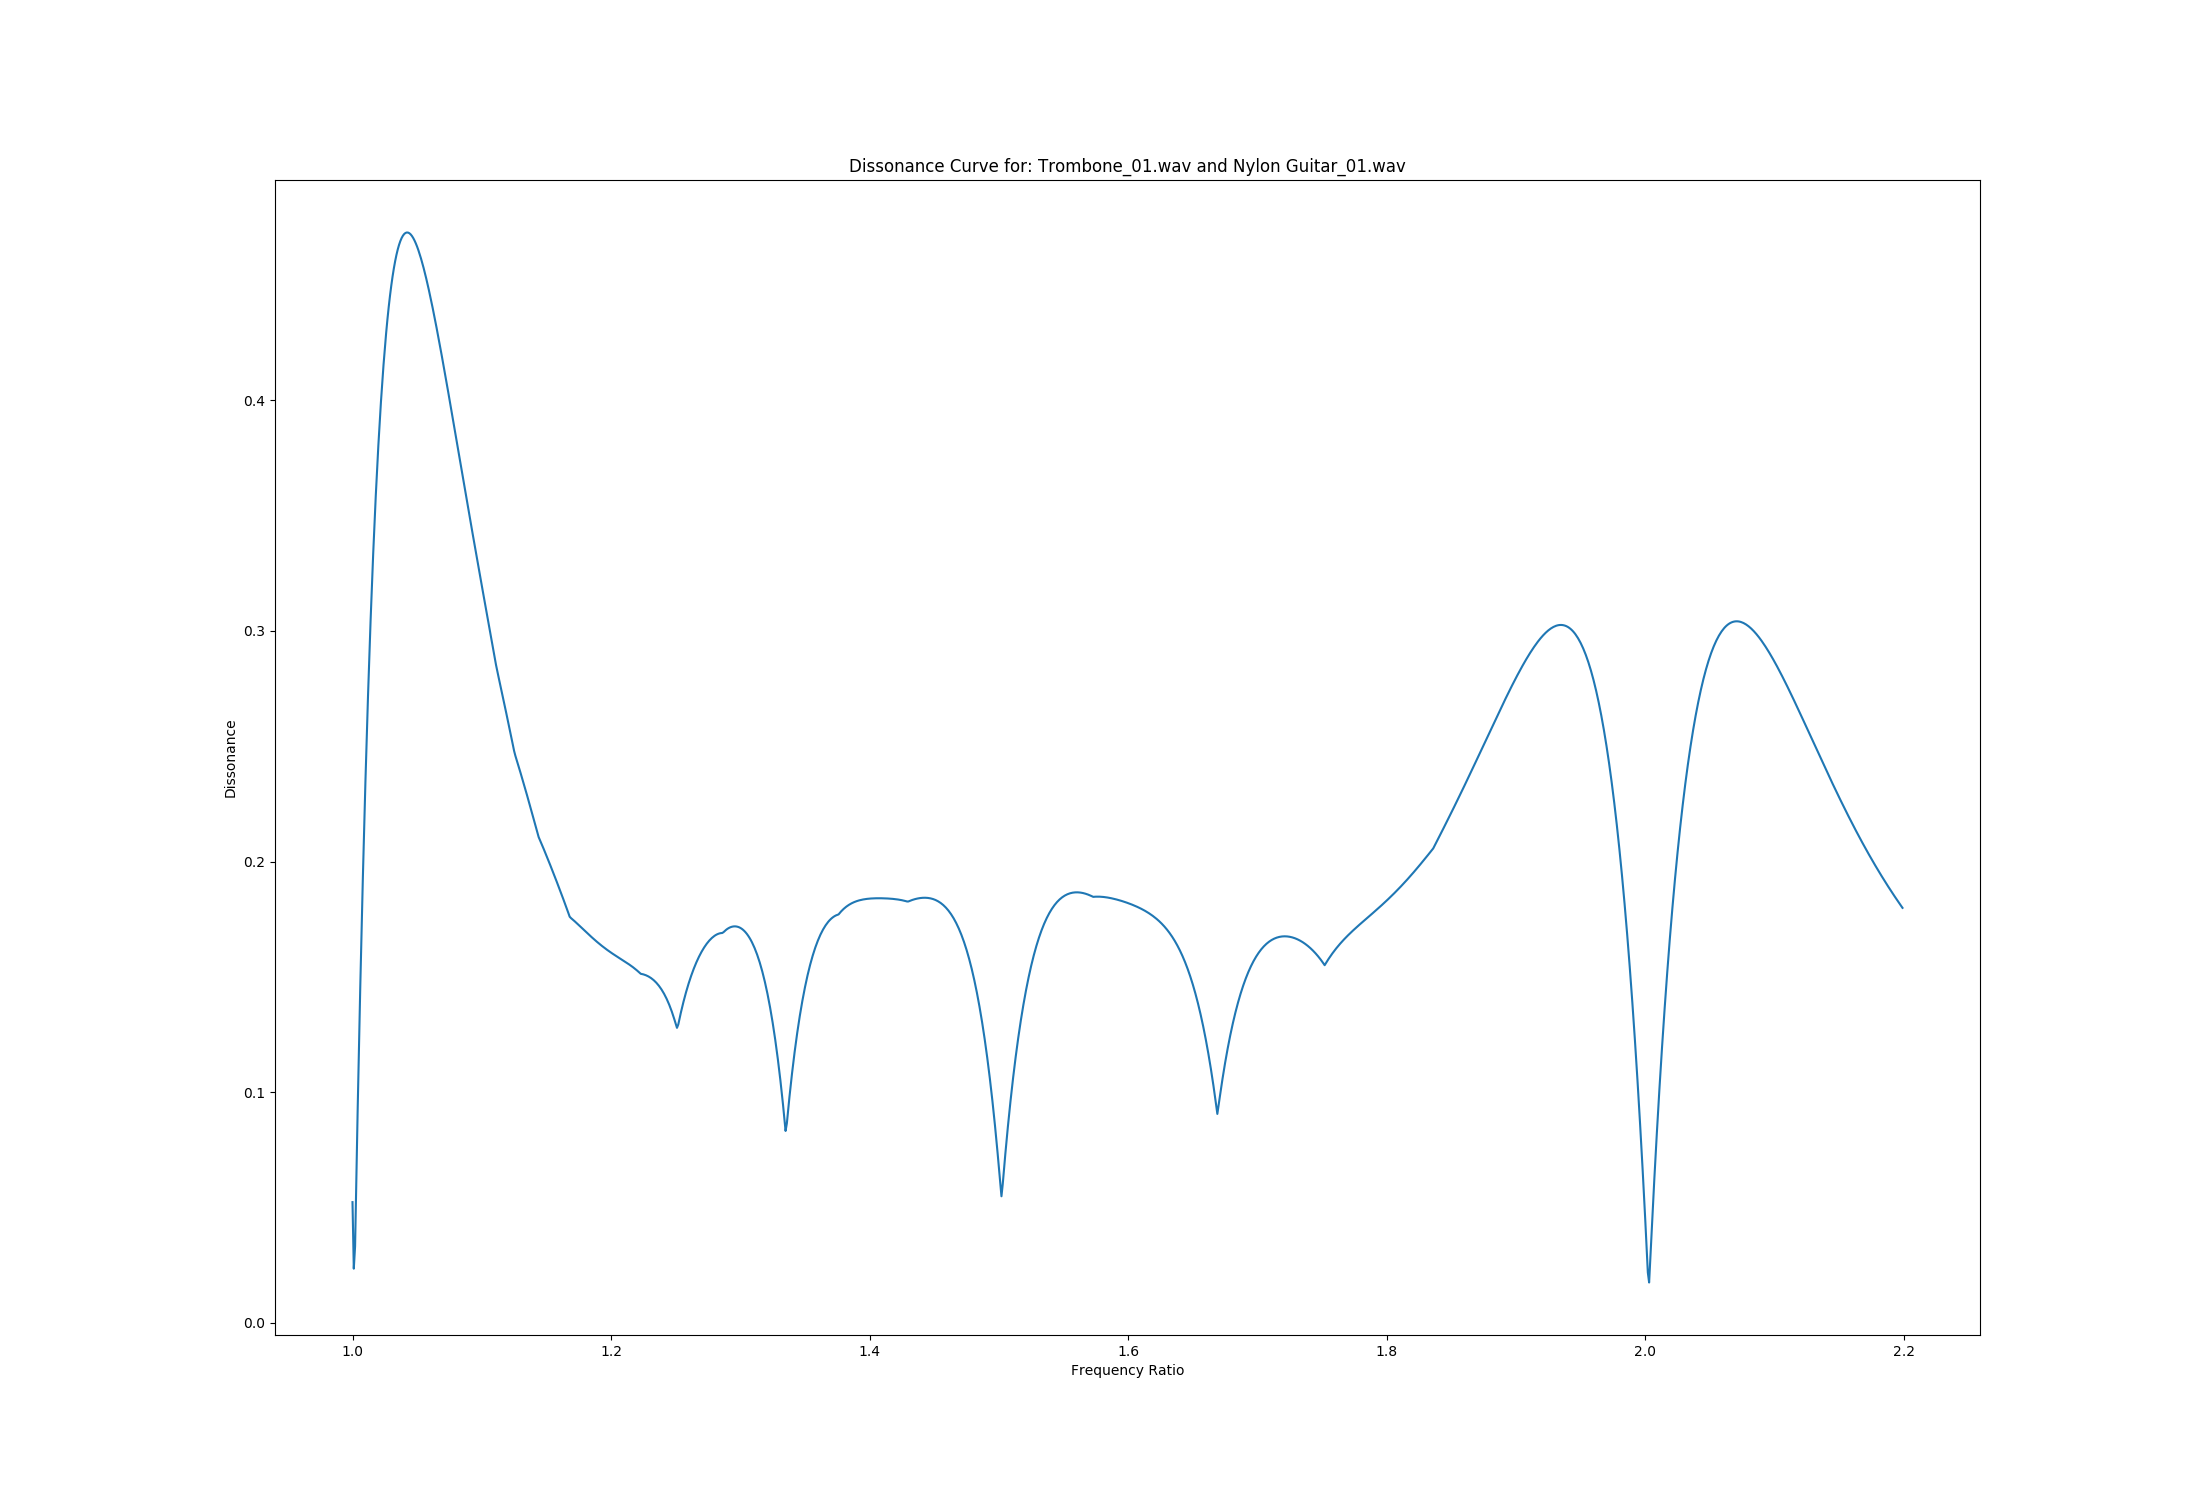 Dissonance Curve for: Trombone_01.wav and Nylon Guitar_01.wav
Dissonance
0.4
0.3
0.2
0.1
0.0
1.0 1.2 1.4 1.6 1.8 2.0 2.2
Frequency Ratio